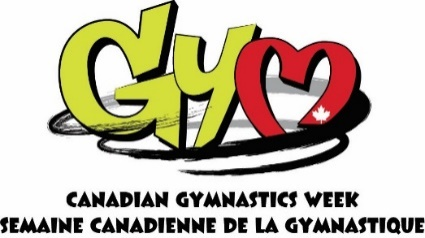 Gym
CANADIAN GYMNASTICS WEEK
SEMAINE CANADIENNE DE LA GYMNASTIQUE